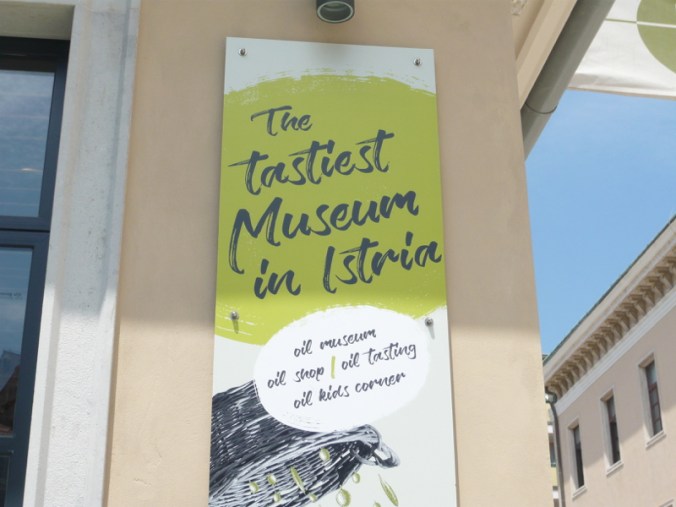 The
tastiest
Museum
in Istria
oil museum
oil shop | oil tasting
oil kids corner